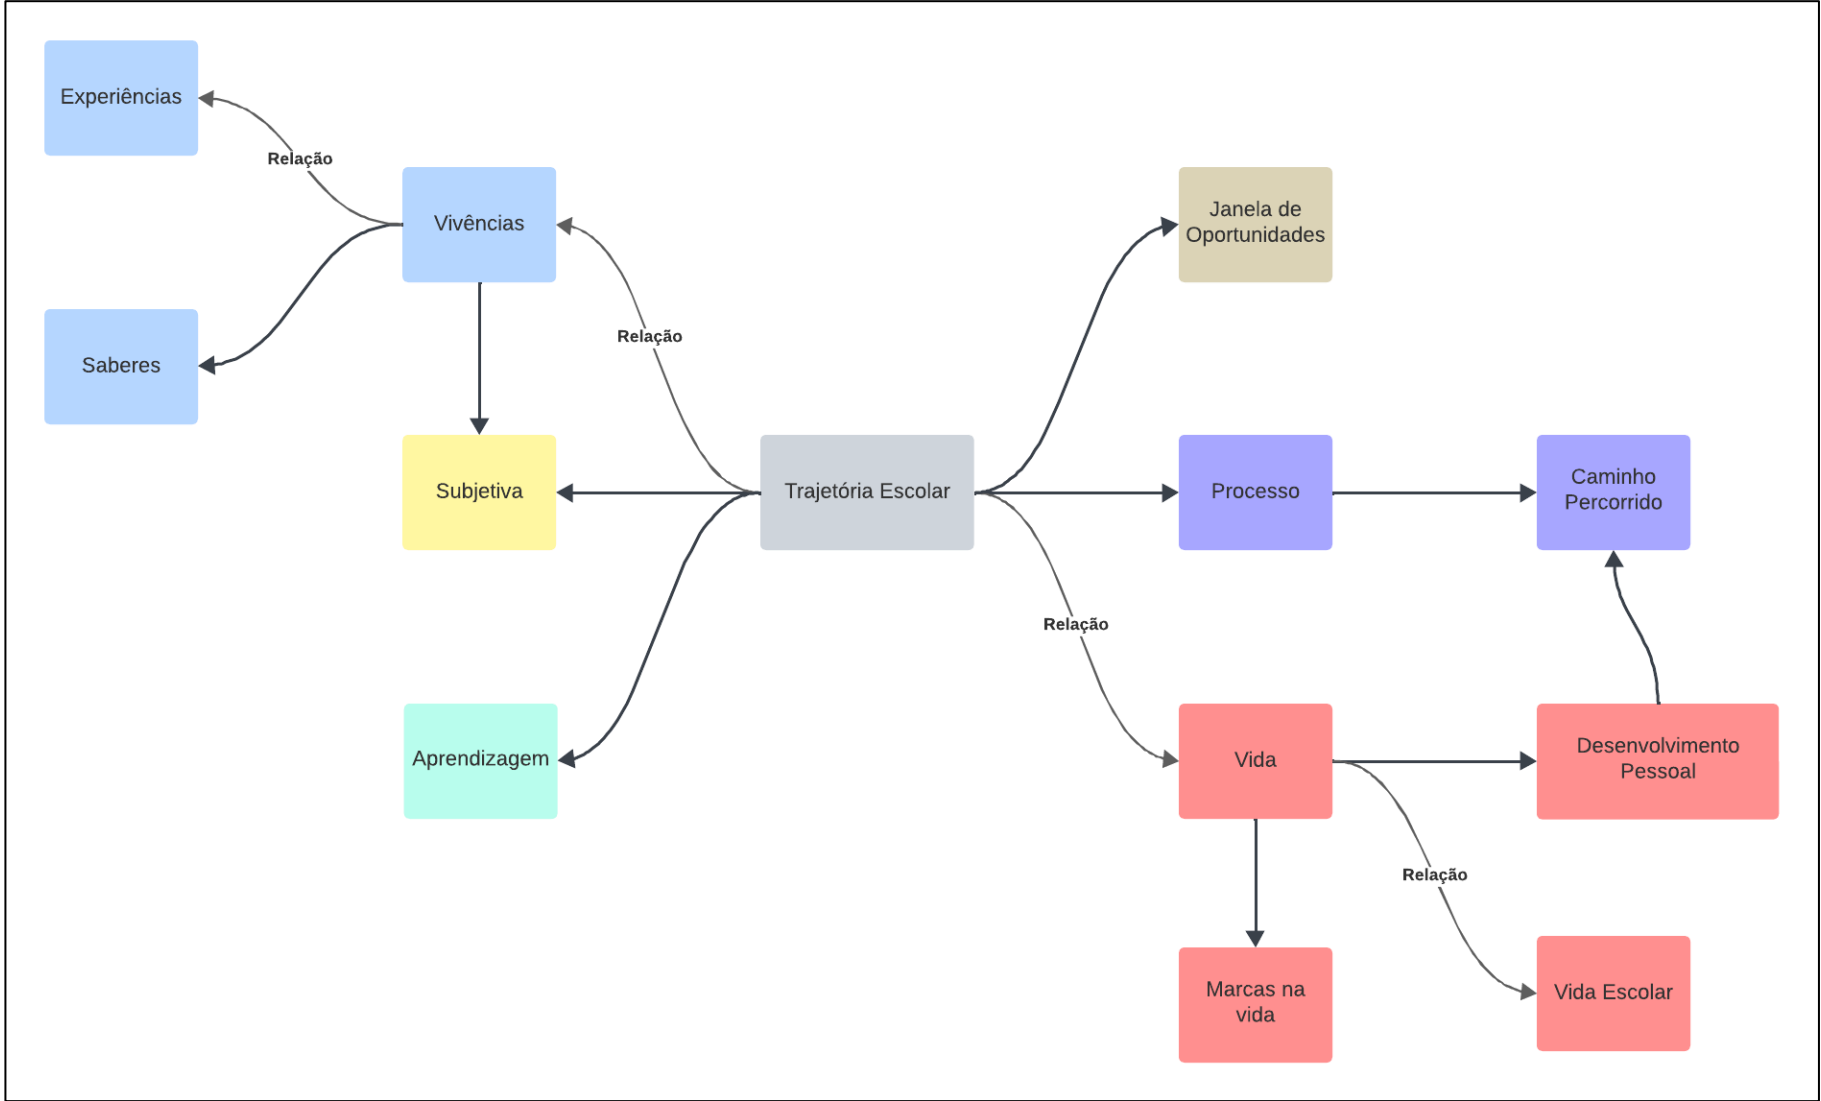 Experiências
Relação
Vivências
Janela de
Oportunidades
Relação
Saberes
Subjetiva
Trajetória Escolar
Processo
Caminho
Percorrido
Relação
Aprendizagem
Vida
Desenvolvimento
Pessoal
Relação
Marcas na
vida
Vida Escolar